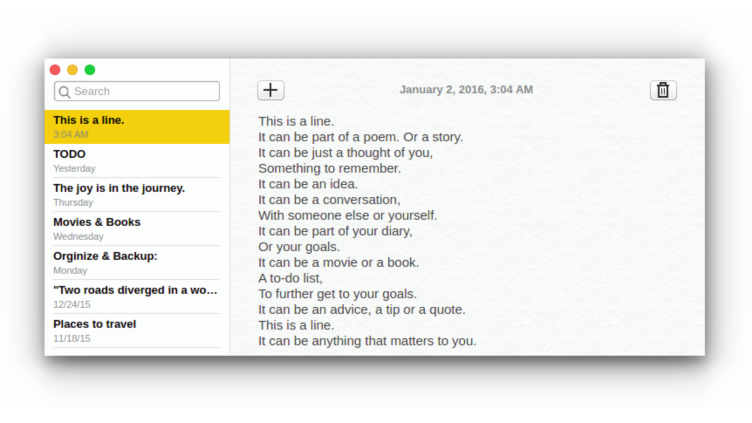 Search
This is a line.
3:04 AM
TODO
Yesterday
The joy is in the journey.
Thursday
Movies & Books
Wednesday
Orginize & Backup:
Monday
"Two roads diverged in a wo…
12/24/15
Places to travel
11/18/15
January 2, 2016, 3:04 AM
This is a line.
It can be part of a poem. Or a story.
It can be just a thought of you,
Something to remember.
It can be an idea.
It can be a conversation,
With someone else or yourself.
It can be part of your diary,
Or your goals.
It can be a movie or a book.
A to-do list,
To further get to your goals.
It can be an advice, a tip or a quote.
This is a line.
It can be anything that matters to you.